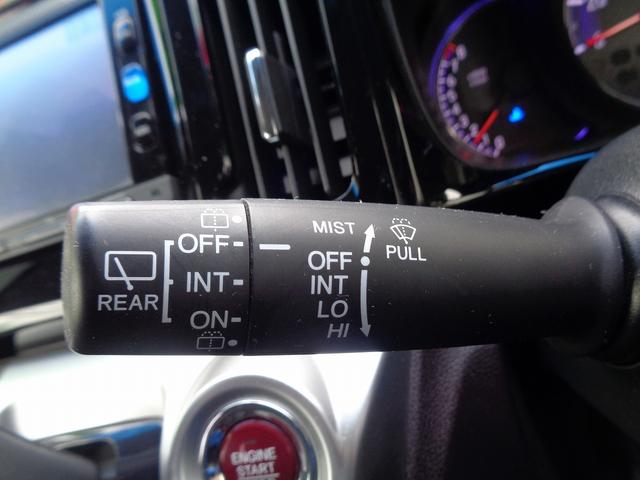 REAR
OFF
INT
ON
MIST
OFF
INT
LO
HI
PULL
ENGINE
START